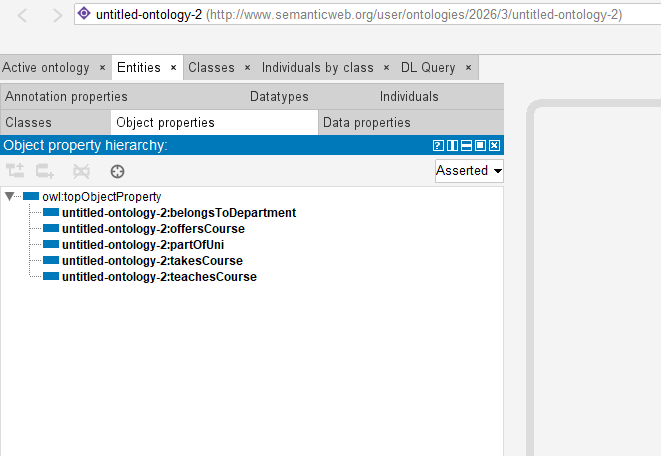 untitled-ontology-2 (http://www.semanticweb.org/user/ontologies/2026/3/untitled-ontology-2)
Active ontology × Entities × Classes × Individuals by class × DL Query ×
Annotation properties Datatypes Individuals
Classes Object properties Data properties
Object property hierarchy:
Asserted
owl:topObjectProperty
untitled-ontology-2:belongsToDepartment
untitled-ontology-2:offersCourse
untitled-ontology-2:partOfUni
untitled-ontology-2:takesCourse
untitled-ontology-2:teachesCourse